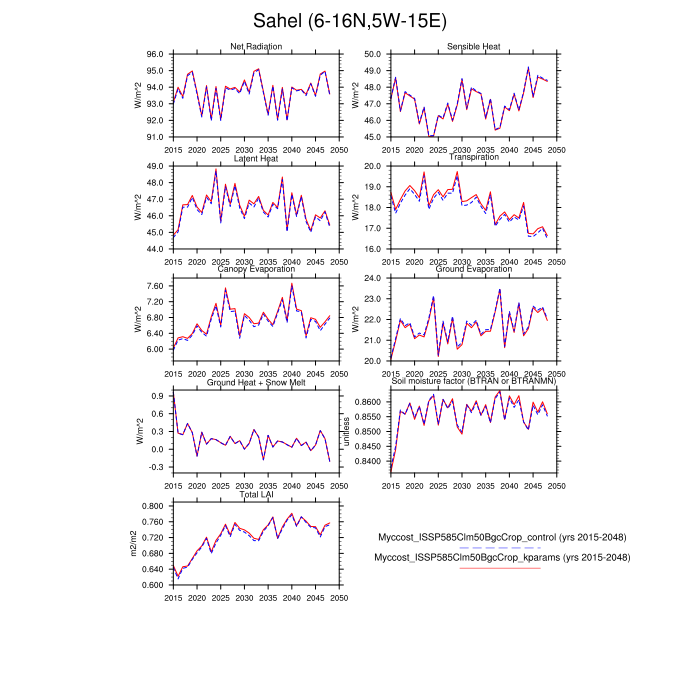 Sahel (6-16N,5W-15E)
Net Radiation
Sensible Heat
96.0
95.0
94.0
93.0
92.0
91.0
W/m^2
2015 2020 2025 2030 2035 2040 2045 2050
50.0
49.0
48.0
47.0
46.0
45.0
W/m^2
2015 2020 2025 2030 2035 2040 2045 2050
Latent Heat
Transpiration
49.0
48.0
47.0
46.0
45.0
44.0
W/m^2
2015 2020 2025 2030 2035 2040 2045 2050
20.0
19.0
18.0
17.0
16.0
W/m^2
2015 2020 2025 2030 2035 2040 2045 2050
Canopy Evaporation
Ground Evaporation
7.60
7.20
6.80
6.40
6.00
W/m^2
2015 2020 2025 2030 2035 2040 2045 2050
24.0
23.0
22.0
21.0
20.0
W/m^2
2015 2020 2025 2030 2035 2040 2045 2050
Ground Heat + Snow Melt
Soil moisture factor (BTRAN or BTRANMN)
0.9
0.6
0.3
0.0
-0.3
W/m^2
2015 2020 2025 2030 2035 2040 2045 2050
0.8600
0.8550
0.8500
0.8450
0.8400
unitless
2015 2020 2025 2030 2035 2040 2045 2050
Total LAI
0.800
0.760
0.720
0.680
0.640
0.600
m2/m2
2015 2020 2025 2030 2035 2040 2045 2050
Myccost_ISSP585Clm50BgcCrop_control (yrs 2015-2048)
Myccost_ISSP585Clm50BgcCrop_kparams (yrs 2015-2048)